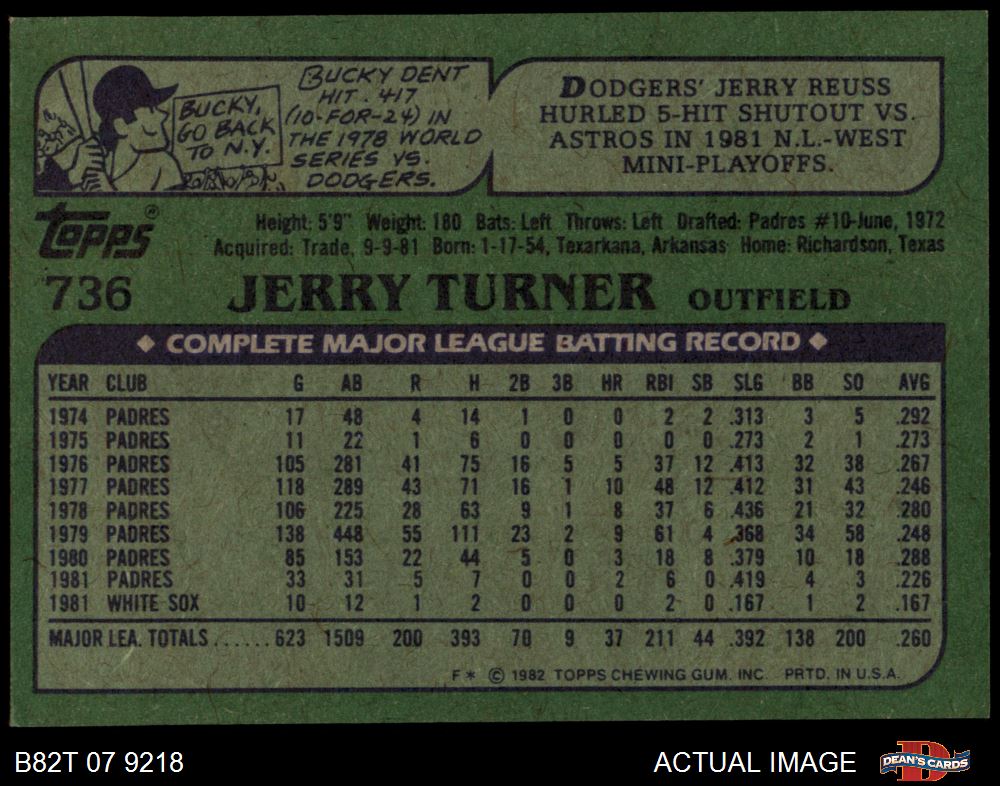 BUCKY,
GO BACK
TO N.Y.
BUCKY DENT
HIT .417
(10-FOR-24) IN
THE 1978 WORLD
SERIES VS.
DODGERS.
DODGERS' JERRY REUSS
HURLED 5-HIT SHUTOUT VS.
ASTROS IN 1981 N.L.-WEST
MINI-PLAYOFFS.
Topps®
Height: 5'9" Weight: 180 Bats: Left Throws: Left Drafted: Padres #10-June, 1972
Acquired: Trade, 9-9-81 Born: 1-17-54, Texarkana, Arkansas Home: Richardson, Texas
736 JERRY TURNER OUTFIELD
◆ COMPLETE MAJOR LEAGUE BATTING RECORD ◆
YEAR CLUB G AB R H 2B 3B HR RBI SB SLG BB SO AVG
1974 PADRES 17 48 4 14 1 0 0 2 2 .313 3 5 .292
1975 PADRES 11 22 1 6 0 0 0 0 0 .273 2 1 .273
1976 PADRES 105 281 41 75 16 5 5 37 12 .413 32 38 .267
1977 PADRES 118 289 43 71 16 1 10 48 12 .412 31 43 .246
1978 PADRES 106 225 28 63 9 1 8 37 6 .436 21 32 .280
1979 PADRES 138 448 55 111 23 2 9 61 4 .368 34 58 .248
1980 PADRES 85 153 22 44 5 0 3 18 8 .379 10 18 .288
1981 PADRES 33 31 5 7 0 0 2 6 0 .419 4 3 .226
1981 WHITE SOX 10 12 1 2 0 0 0 2 0 .167 1 2 .167
MAJOR LEA. TOTALS...... 623 1509 200 393 70 9 37 211 44 .392 138 200 .260
F * © 1982 TOPPS CHEWING GUM. INC. PRTD. IN U.S.A.
B82T 07 9218
ACTUAL IMAGE
DEAN'S CARDS